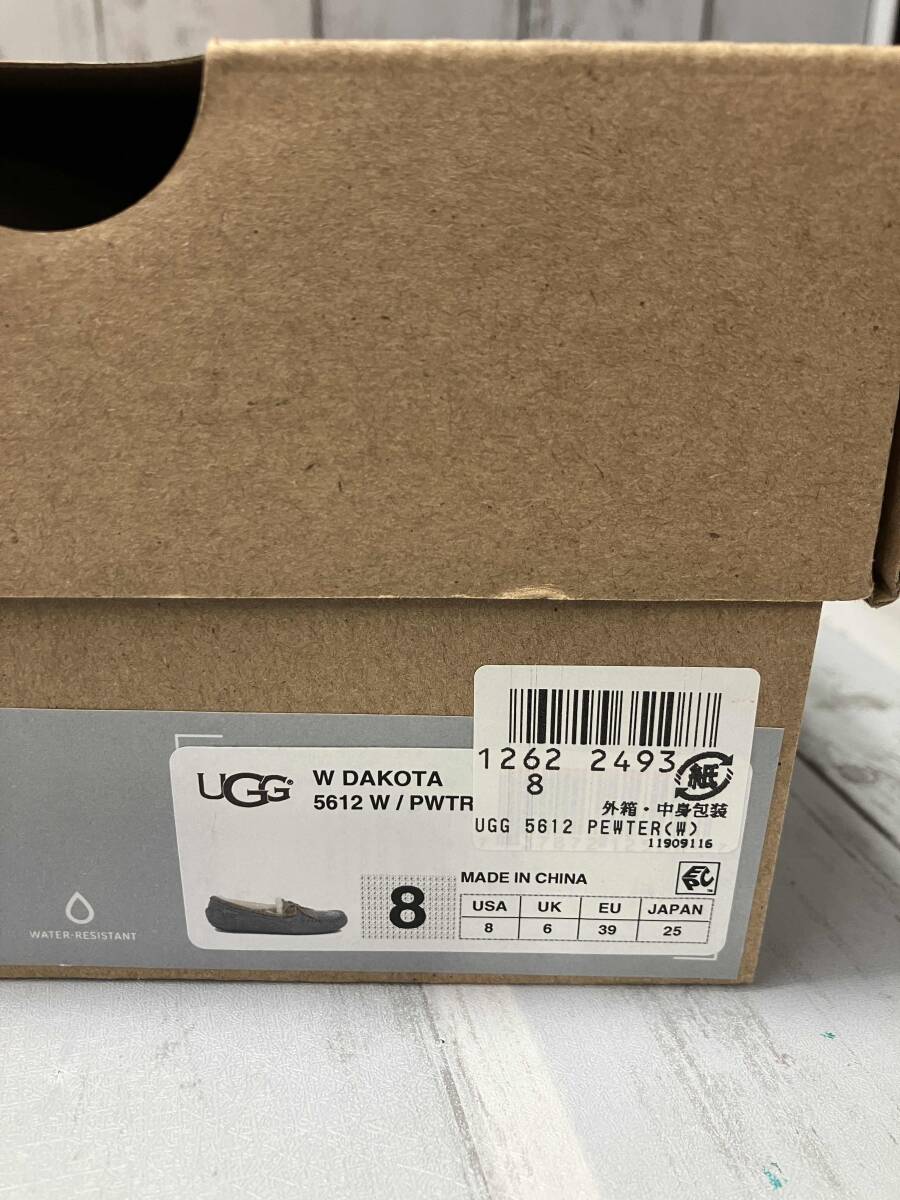 1262 2493
8
紙
外箱・中身包装
UGG 5612 PEWTER(W)
11909116
UGG
W DAKOTA
5612 W / PWTR
8
MADE IN CHINA
USA UK EU JAPAN
8 6 39 25
WATER-RESISTANT